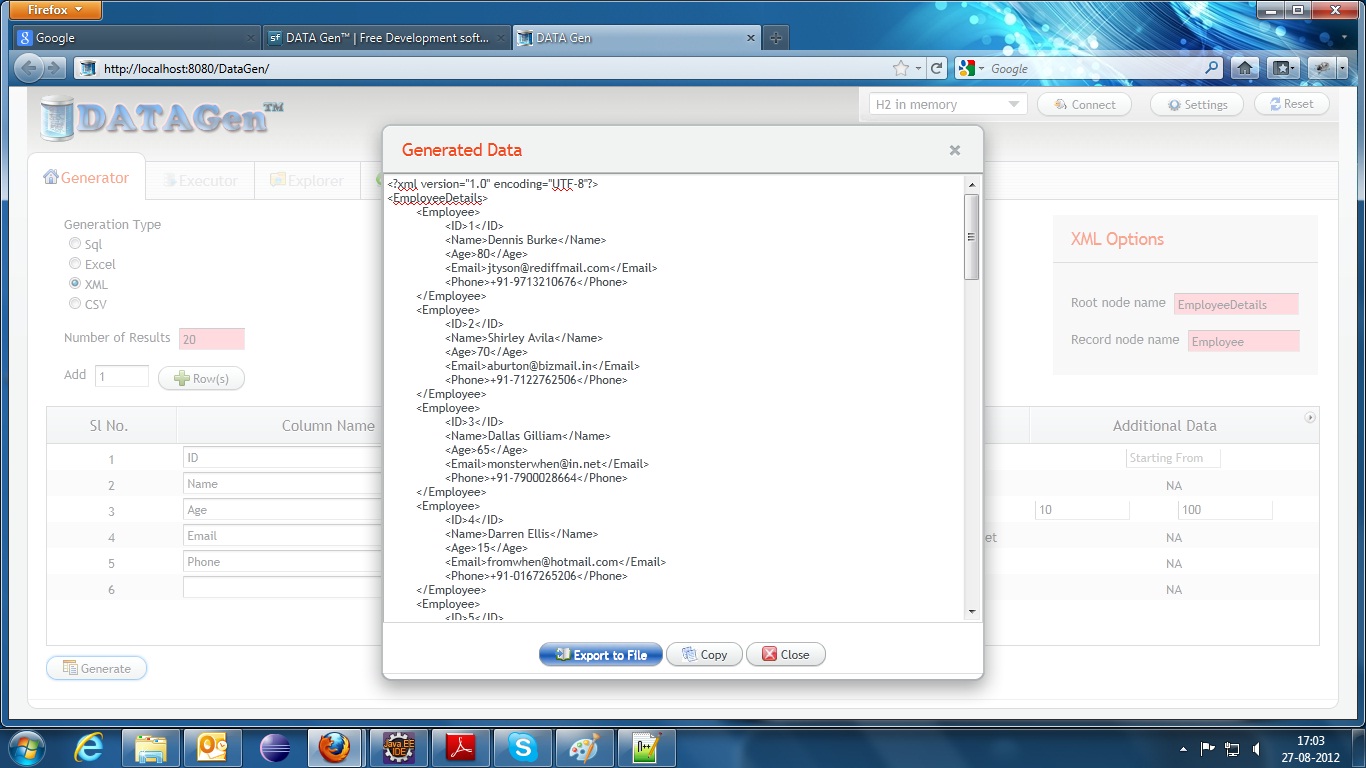 Firefox
Google
DATA Gen™ | Free Development soft...
DATA Gen
http://localhost:8080/DataGen/
Google
DATAGen™
H2 in memory
Connect
Settings
Reset
Generator
Executor
Explorer
Generation Type
Sql
Excel
XML
CSV
Number of Results 20
Add 1 Row(s)
XML Options
Root node name EmployeeDetails
Record node name Employee
Sl No. Column Name Additional Data
1 ID Starting From
2 Name NA
3 Age 10 100
4 Email et NA
5 Phone NA
6 NA
Generate
Generated Data
<?xml version="1.0" encoding="UTF-8"?>
<EmployeeDetails>
<Employee>
<ID>1</ID>
<Name>Dennis Burke</Name>
<Age>80</Age>
<Email>jtyson@rediffmail.com</Email>
<Phone>+91-9713210676</Phone>
</Employee>
<Employee>
<ID>2</ID>
<Name>Shirley Avila</Name>
<Age>70</Age>
<Email>aburton@bizmail.in</Email>
<Phone>+91-7122762506</Phone>
</Employee>
<Employee>
<ID>3</ID>
<Name>Dallas Gilliam</Name>
<Age>65</Age>
<Email>monsterwhen@in.net</Email>
<Phone>+91-7900028664</Phone>
</Employee>
<Employee>
<ID>4</ID>
<Name>Darren Ellis</Name>
<Age>15</Age>
<Email>fromwhen@hotmail.com</Email>
<Phone>+91-0167265206</Phone>
</Employee>
<Employee>
<ID>5</ID>
Export to File
Copy
Close
Java EE
IDE
17:03
27-08-2012